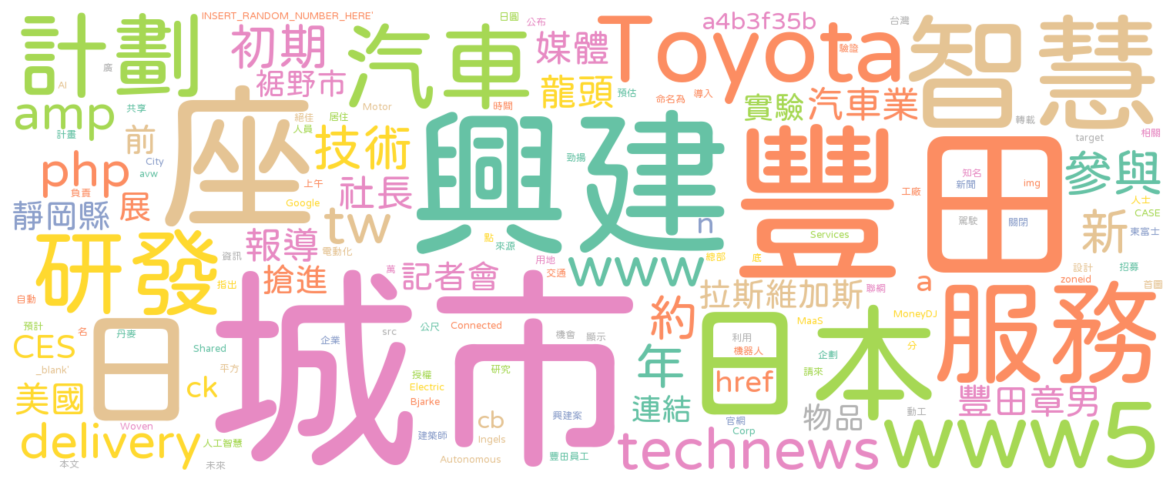 INSERT_RANDOM_NUMBER_HERE'
日圓
公布
a4b3f35b
台灣
計劃
初期
汽車
媒體
Toyota
智慧
廣
AI
裾野市
龍頭
預估
驗證
命名為
導入
amp
共享
計畫
前
Motor
絕佳
人員
居住
時間
技術
座
興建
實驗
汽車業
轉載
target
相關
豐田
php
City
avw
負責
上午
社長
勁揚
知名
新聞
img
參與
靜岡縣
展
Google
tw
n
工廠
駕駛
關閉
新
人士
CASE
東富士
研發
報導
電動化
點
來源
Services
資訊
www
總部
底
設計
招募
搶進
記者會
用地
交通
拉斯維加斯
聯網
a
zoneid
首圖
自動
指出
萬
城市
約
日本
服務
預計
名
丹麥
日
src
公尺
Connected
機會
顯示
利用
MaaS
MoneyDJ
分
CES
Shared
企業
年
機器人
企劃
請來
_blank'
平方
ck
授權
Electric
研究
href
美國
Bjarke
連結
物品
豐田章男
動工
Woven
cb
興建案
官網
Corp
delivery
人工智慧
建築師
Ingels
technews
www5
本文
未來
Autonomous
豐田員工